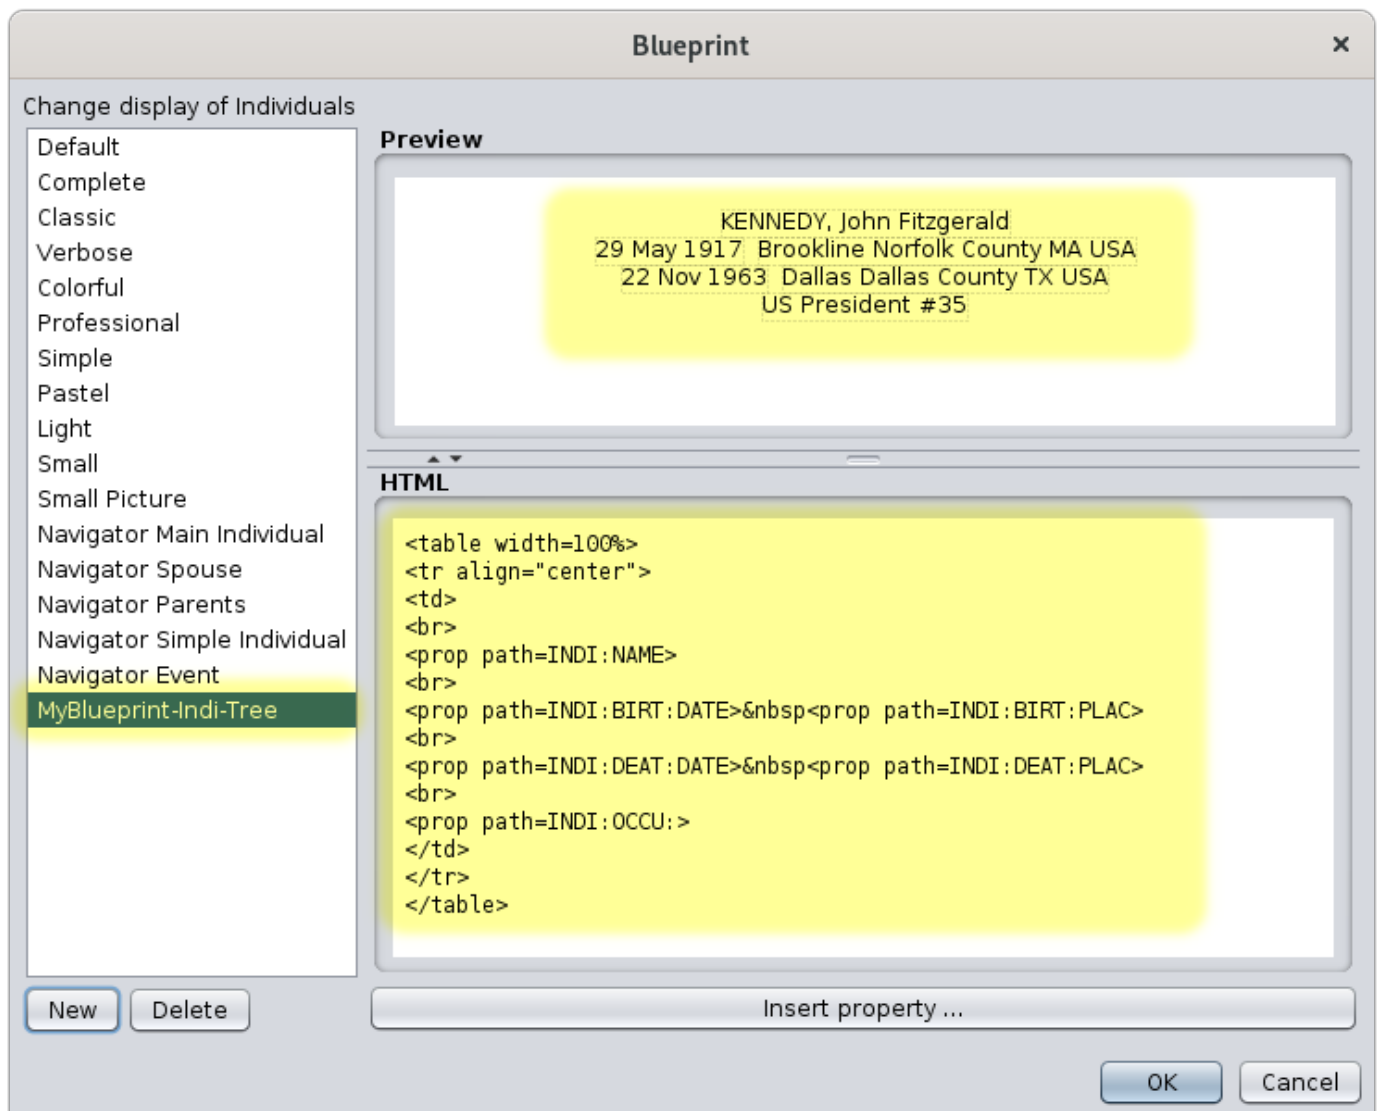 Blueprint
Change display of Individuals
Default
Complete
Classic
Verbose
Colorful
Professional
Simple
Pastel
Light
Small
Small Picture
Navigator Main Individual
Navigator Spouse
Navigator Parents
Navigator Simple Individual
Navigator Event
MyBlueprint-Indi-Tree
New
Delete
Preview
KENNEDY, John Fitzgerald
29 May 1917 Brookline Norfolk County MA USA
22 Nov 1963 Dallas Dallas County TX USA
US President #35
HTML
<table width=100%>
<tr align="center">
<td>
<br>
<prop path=INDI:NAME>
<br>
<prop path=INDI:BIRT:DATE>&nbsp<prop path=INDI:BIRT:PLAC>
<br>
<prop path=INDI:DEAT:DATE>&nbsp<prop path=INDI:DEAT:PLAC>
<br>
<prop path=INDI:OCCU:>
</td>
</tr>
</table>
Insert property ...
OK
Cancel